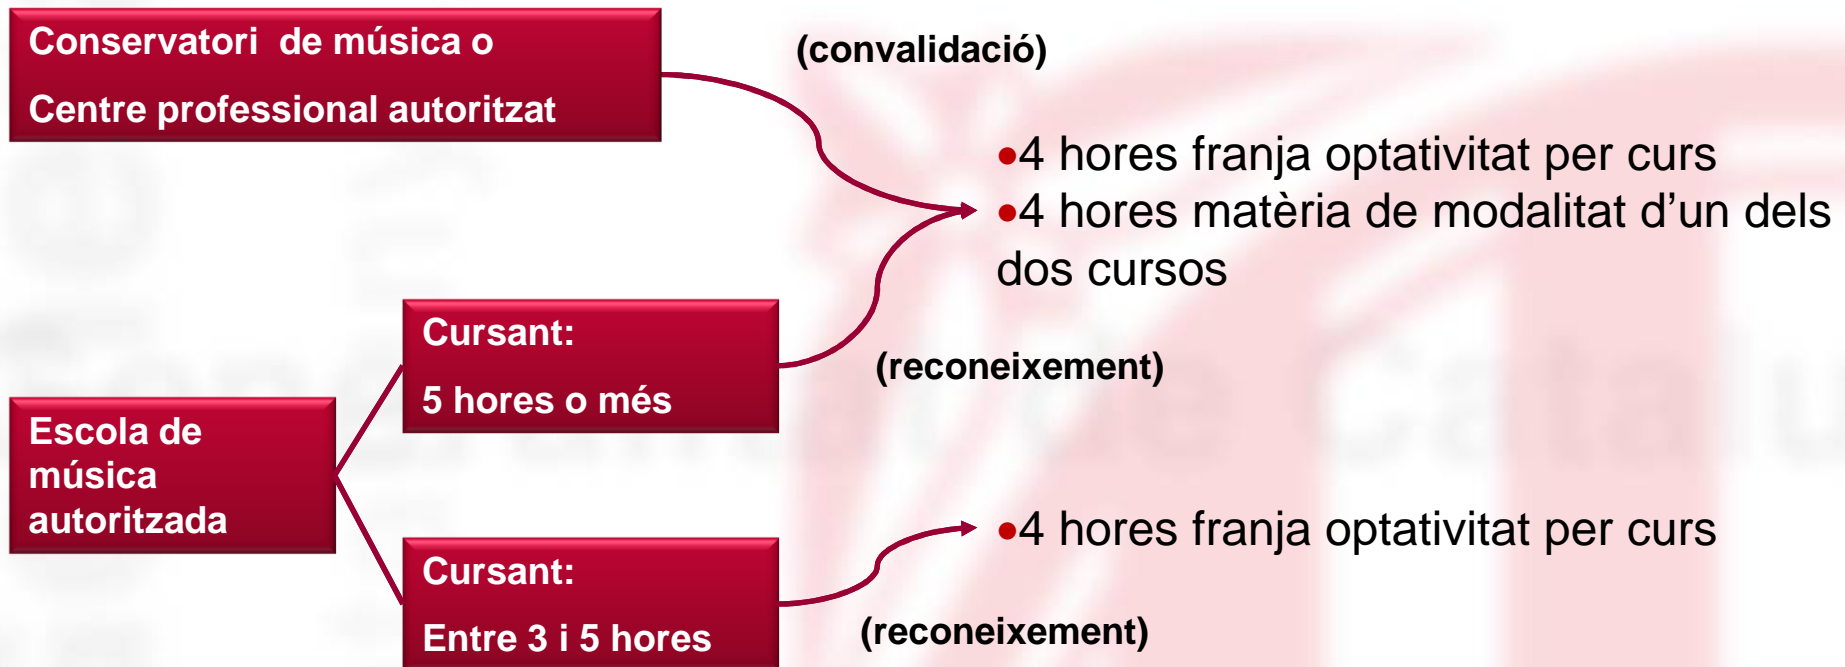 Conservatori de música o
Centre professional autoritzat
(convalidació)
•4 hores franja optativitat per curs
•4 hores matèria de modalitat d’un dels
dos cursos
Cursant:
5 hores o més
(reconeixement)
Escola de
música
autoritzada
•4 hores franja optativitat per curs
Cursant:
Entre 3 i 5 hores
(reconeixement)